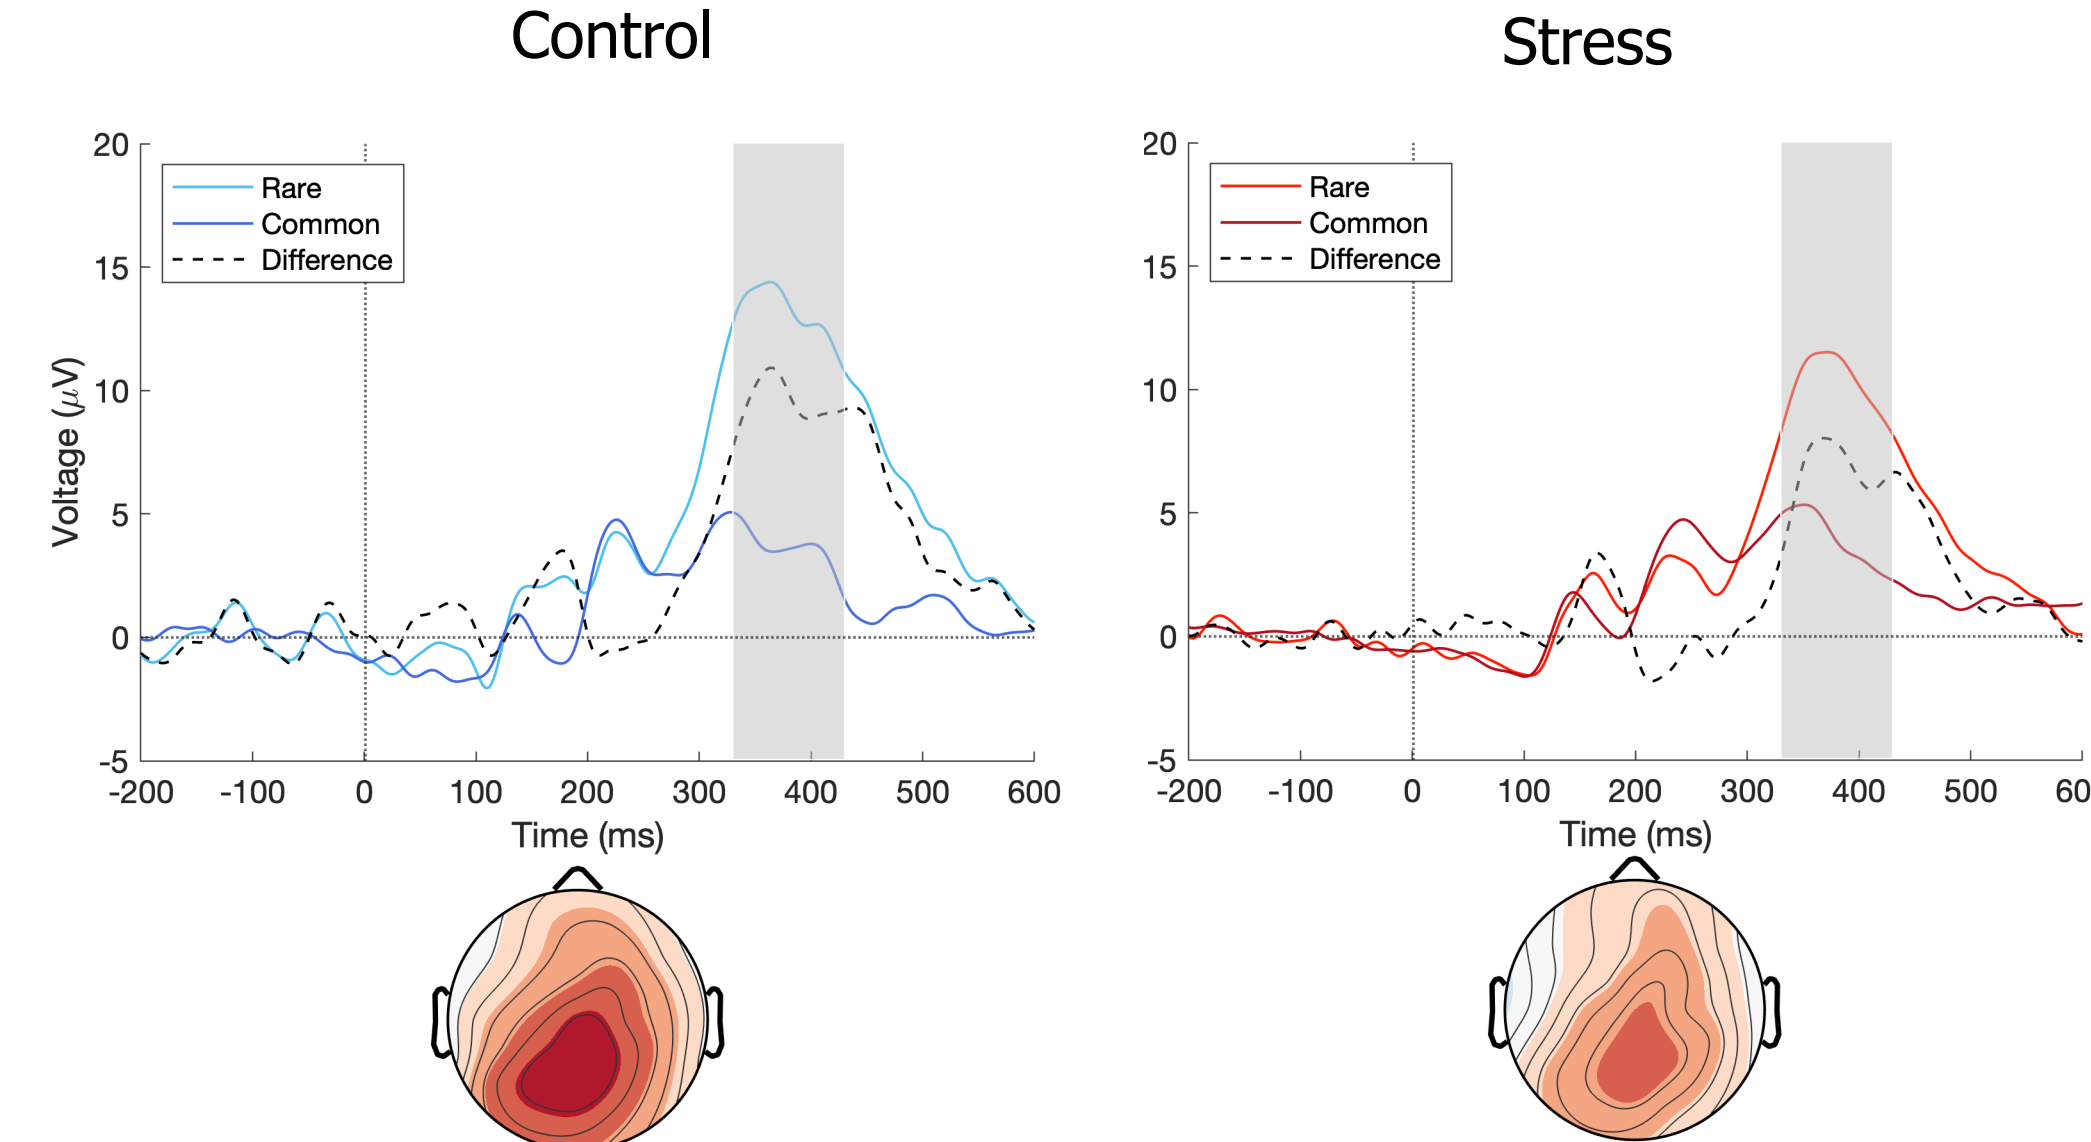 Control
Stress
20
15
10
5
0
-5
Voltage (μV)
Rare
Common
Difference
-200 -100 0 100 200 300 400 500 600
Time (ms)
20
15
10
5
0
-5
Rare
Common
Difference
-200 -100 0 100 200 300 400 500 60
Time (ms)